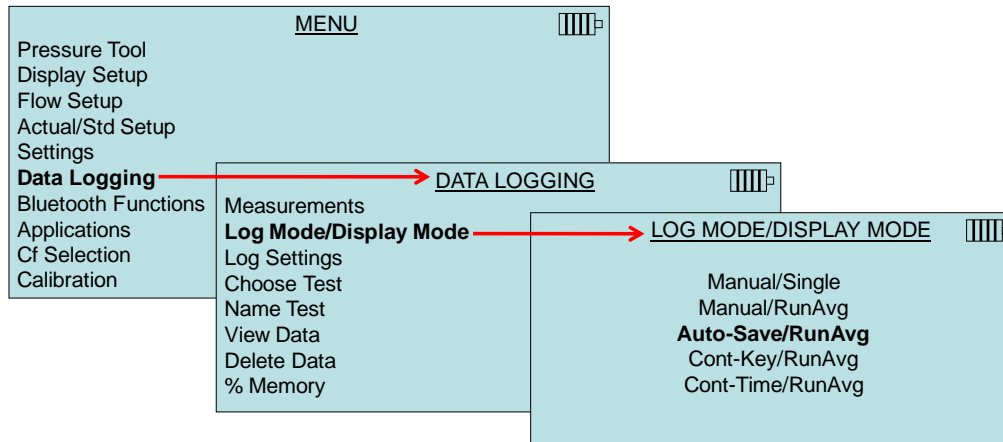 MENU
Pressure Tool
Display Setup
Flow Setup
Actual/Std Setup
Settings
Data Logging
Bluetooth Functions
Applications
Cf Selection
Calibration
DATA LOGGING
Measurements
Log Mode/Display Mode
Log Settings
Choose Test
Name Test
View Data
Delete Data
% Memory
LOG MODE/DISPLAY MODE
Manual/Single
Manual/RunAvg
Auto-Save/RunAvg
Cont-Key/RunAvg
Cont-Time/RunAvg